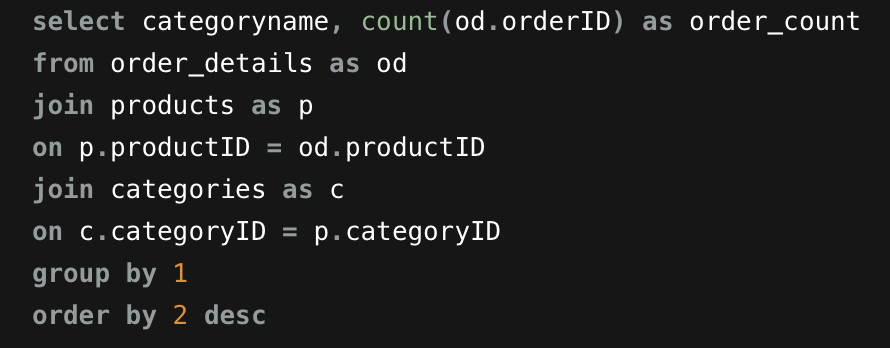 select categoryname, count(od.orderID) as order_count
from order_details as od
join products as p
on p.productID = od.productID
join categories as c
on c.categoryID = p.categoryID
group by 1
order by 2 desc